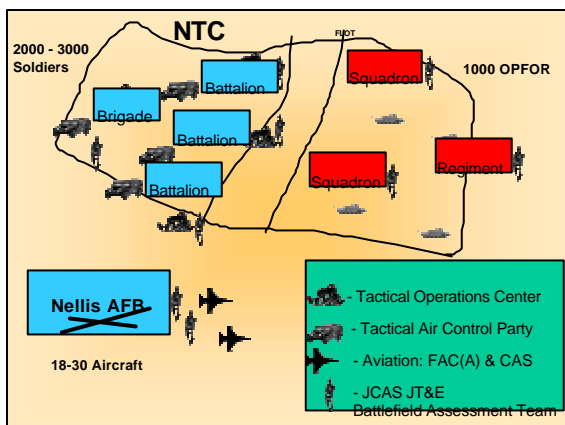 NTC
FLOT
2000 - 3000
Soldiers
1000 OPFOR
Battalion
Squadron
Brigade
Battalion
Battalion
Squadron
Regiment
Nellis AFB
18-30 Aircraft
- Tactical Operations Center
- Tactical Air Control Party
- Aviation: FAC(A) & CAS
- JCAS JT&E
Battlefield Assessment Team